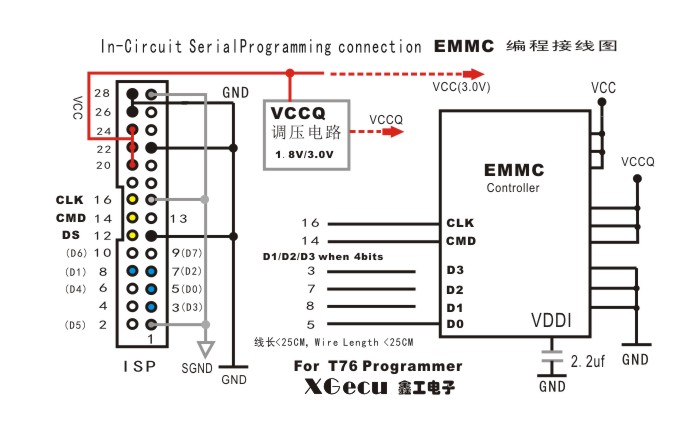 In-Circuit SerialProgramming connection EMMC 编程接线图
28
GND
VCC
26
24
22
20
CLK 16
CMD 14 13
DS 12
(D6) 10 9(D7)
(D1) 8 7(D2)
(D4) 6 5(D0)
4 3(D3)
(D5) 2
1
ISP
SGND
GND
VCC(3.0V)
VCCQ
调压电路
1.8V/3.0V
VCCQ
VCC
VCCQ
EMMC
Controller
16 CLK
14 CMD
D1/D2/D3 when 4bits
3 D3
7 D2
8 D1
5 D0
VDDI
线长<25CM, Wire Length <25CM
2.2uf
GND
GND
For T76 Programmer
XGecu 鑫工电子